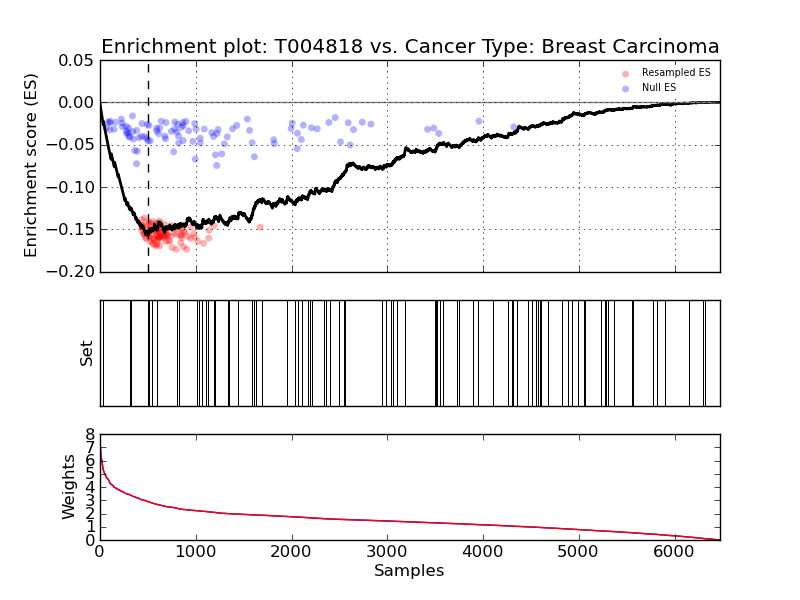 Enrichment plot: T004818 vs. Cancer Type: Breast Carcinoma
0.05
0.00
−0.05
−0.10
−0.15
−0.20
Enrichment score (ES)
Resampled ES
Null ES
Set
8
7
6
5
4
3
2
1
0
Weights
0 1000 2000 3000 4000 5000 6000
Samples